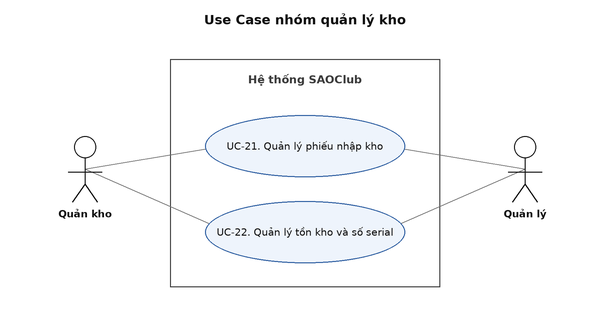 Use Case nhóm quản lý kho
Hệ thống SAOClub
UC-21. Quản lý phiếu nhập kho
Quản kho
Quản lý
UC-22. Quản lý tồn kho và số serial